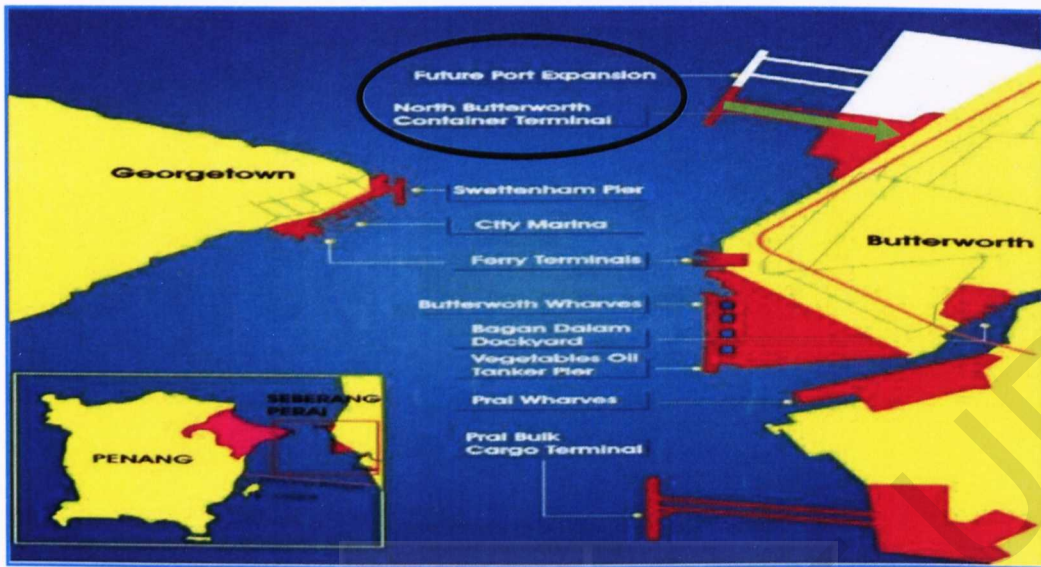 Future Port Expansion
North Butterworth
Container Terminal
Georgetown
Swettenham Pier
City Marina
Butterworth
Ferry Terminals
Butterwoth Wharves
Bagan Dalam
Dockyard
Vegetables Oil
Tanker Pier
Prai Wharves
Prai Bulk
Cargo Terminal
SEBERANG
PERAI
PENANG